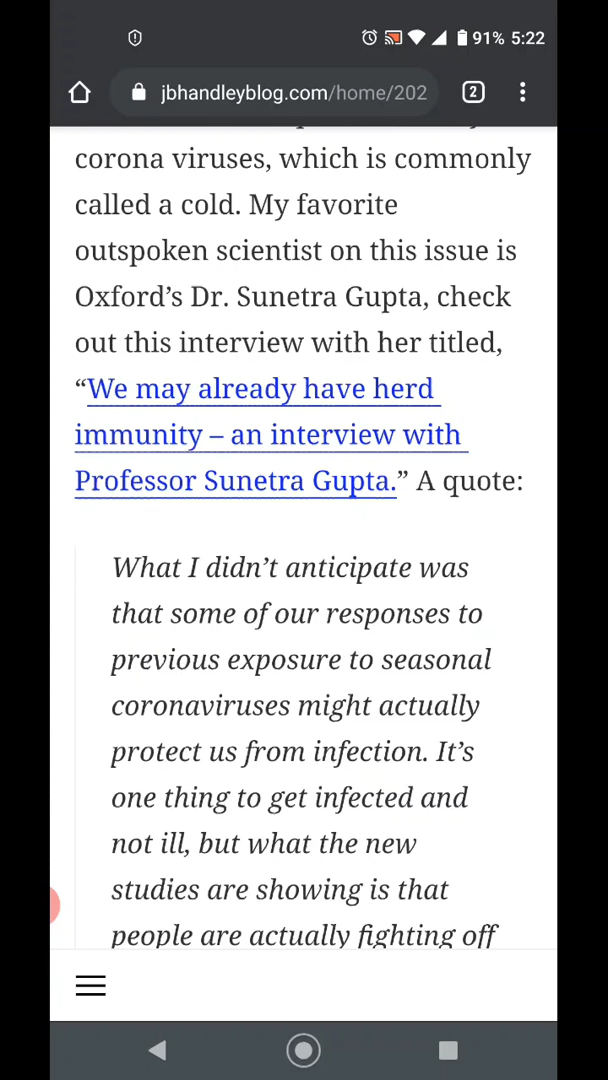 91% 5:22
jbhandleyblog.com/home/202
2
corona viruses, which is commonly
called a cold. My favorite
outspoken scientist on this issue is
Oxford’s Dr. Sunetra Gupta, check
out this interview with her titled,
“We may already have herd
immunity – an interview with
Professor Sunetra Gupta.” A quote:
What I didn’t anticipate was
that some of our responses to
previous exposure to seasonal
coronaviruses might actually
protect us from infection. It’s
one thing to get infected and
not ill, but what the new
studies are showing is that
people are actually fighting off